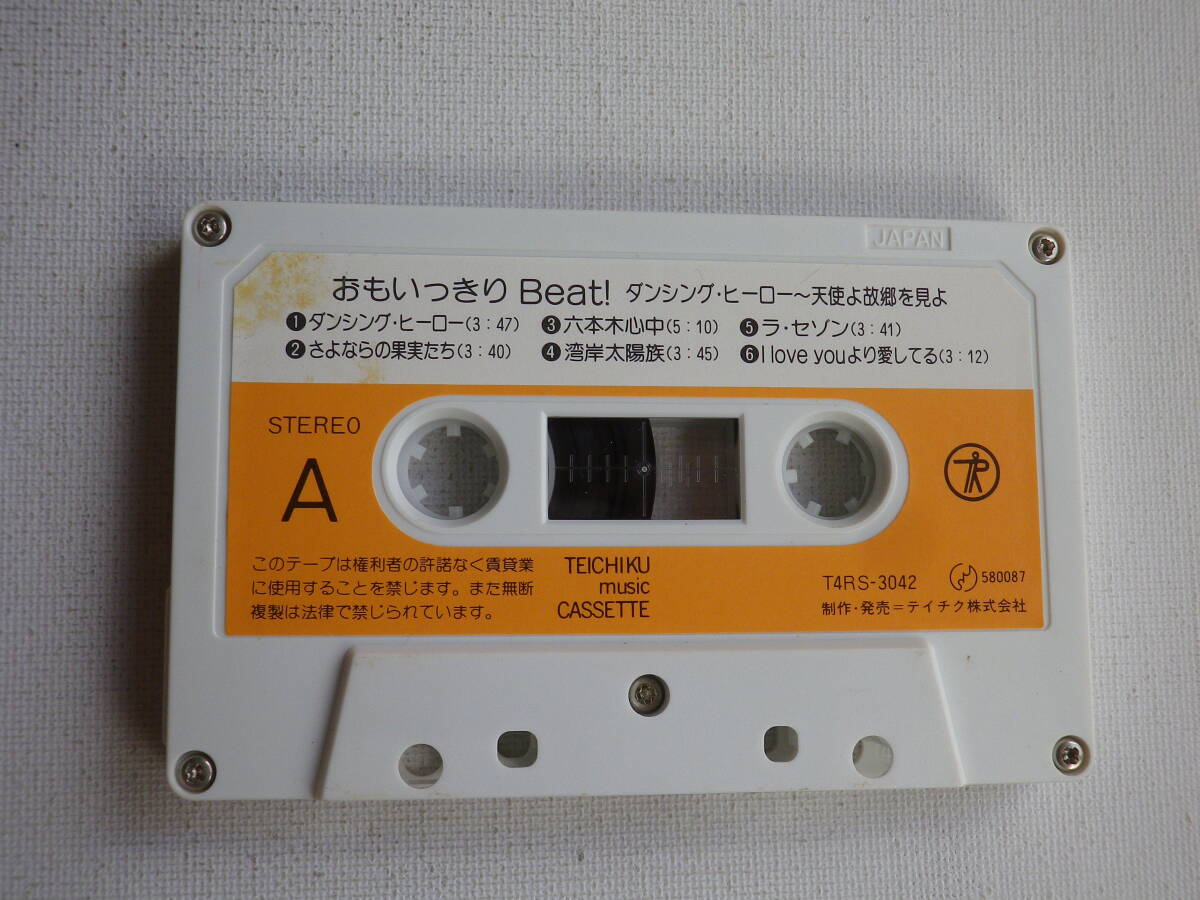 JAPAN
おもいっきり Beat! ダンシング・ヒーロー〜天使よ故郷を見よ
❶ダンシング・ヒーロー(3:47) ❸六本木心中(5:10) ❺ラ・セゾン(3:41)
❷さよならの果実たち(3:40) ❹湾岸太陽族(3:45) ❻I love youより愛してる(3:12)
STEREO
A
このテープは権利者の許諾なく賃貸業
に使用することを禁じます。また無断
複製は法律で禁じられています。
TEICHIKU
music
CASSETTE
T4RS-3042 580087
制作・発売=テイチク株式会社